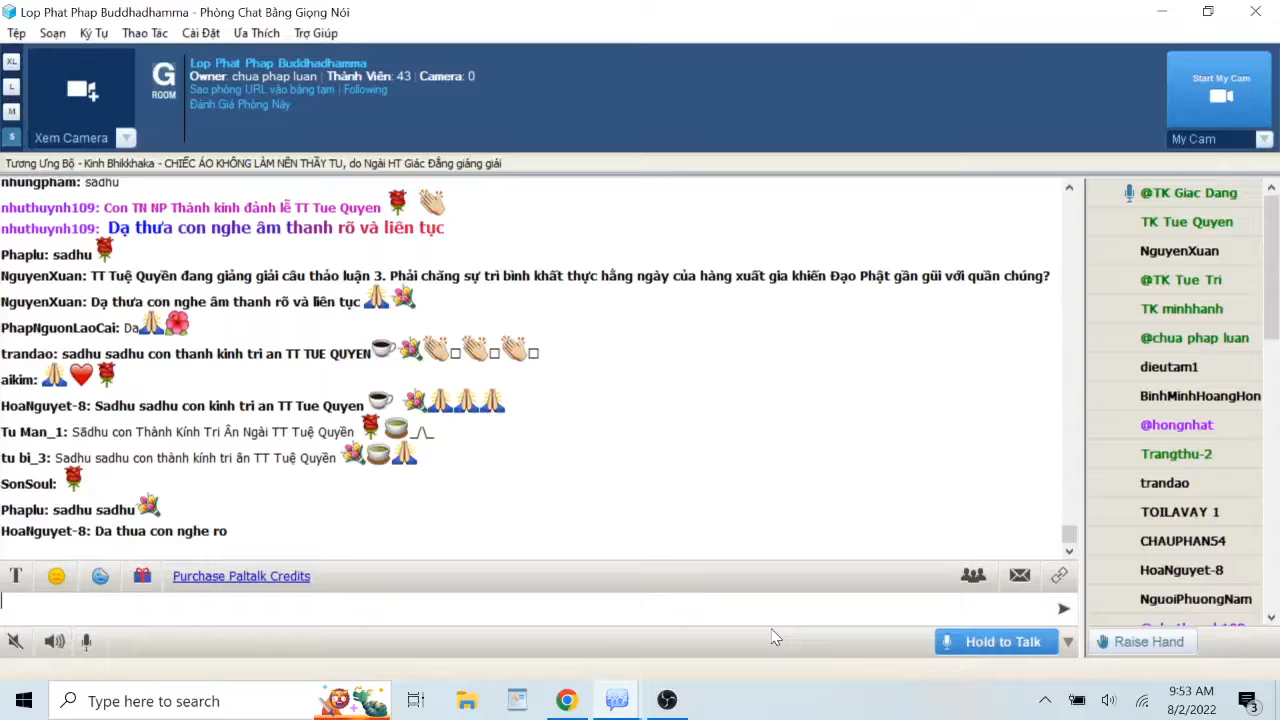 Lop Phat Phap Buddhadhamma - Phòng Chat Bằng Giọng Nói
Tệp Soạn Ký Tự Thao Tác Cài Đặt Ưa Thích Trợ Giúp
XL
L
M
S
Xem Camera
G
ROOM
Lop Phat Phap Buddhadhamma
Owner: chua phap luan | Thành Viên: 43 | Camera: 0
Sao phỏng URL vào bảng tạm | Following
Đánh Giá Phòng Này
Start My Cam
My Cam
Tương Ưng Bộ - Kinh Bhikkhaka - CHIẾC ÁO KHÔNG LÀM NÊN THẦY TU, do Ngài HT Giác Đẳng giảng giải
nhungpham: sadhu
nhuthuynh109: Con TN NP Thành kính đảnh lễ TT Tue Quyen
nhuthuynh109: Dạ thưa con nghe âm thanh rõ và liên tục
Phaplu: sadhu
NguyenXuan: TT Tuệ Quyền đang giảng giải câu thảo luận 3. Phải chăng sự trì bình khất thực hằng ngày của hàng xuất gia khiến Đạo Phật gần gũi với quần chúng?
NguyenXuan: Dạ thưa con nghe âm thanh rõ và liên tục
PhapNguonLaoCai: Da
trandao: sadhu sadhu con thanh kinh tri an TT TUE QUYEN
aikim:
HoaNguyet-8: Sadhu sadhu con kinh tri an TT Tue Quyen
Tu Man_1: Sādhu con Thành Kính Tri Ân Ngài TT Tuệ Quyền _/\_
tu bi_3: Sadhu sadhu con thành kính tri ân TT Tuệ Quyền
SonSoul:
Phaplu: sadhu sadhu
HoaNguyet-8: Da thua con nghe ro
@TK Giac Dang
TK Tue Quyen
NguyenXuan
@TK Tue Tri
TK minhhanh
@chua phap luan
dieutam1
BinhMinhHoangHon
@hongnhat
Trangthu-2
trandao
TOILAVAY 1
CHAUPHAN54
HoaNguyet-8
NguoiPhuongNam
T Purchase Paltalk Credits
Hold to Talk
Raise Hand
Type here to search
9:53 AM
8/2/2022
3